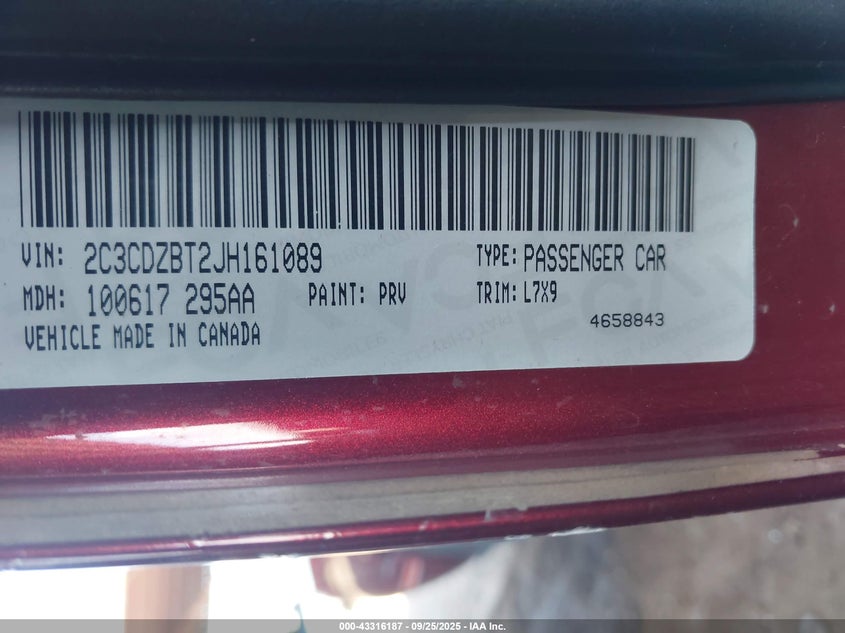 VIN: 2C3CDZBT2JH161089 TYPE: PASSENGER CAR
MDH: 100617 295AA PAINT: PRV TRIM: L7X9
4658843
VEHICLE MADE IN CANADA
000-43316187 - 09/25/2025 - IAA Inc.